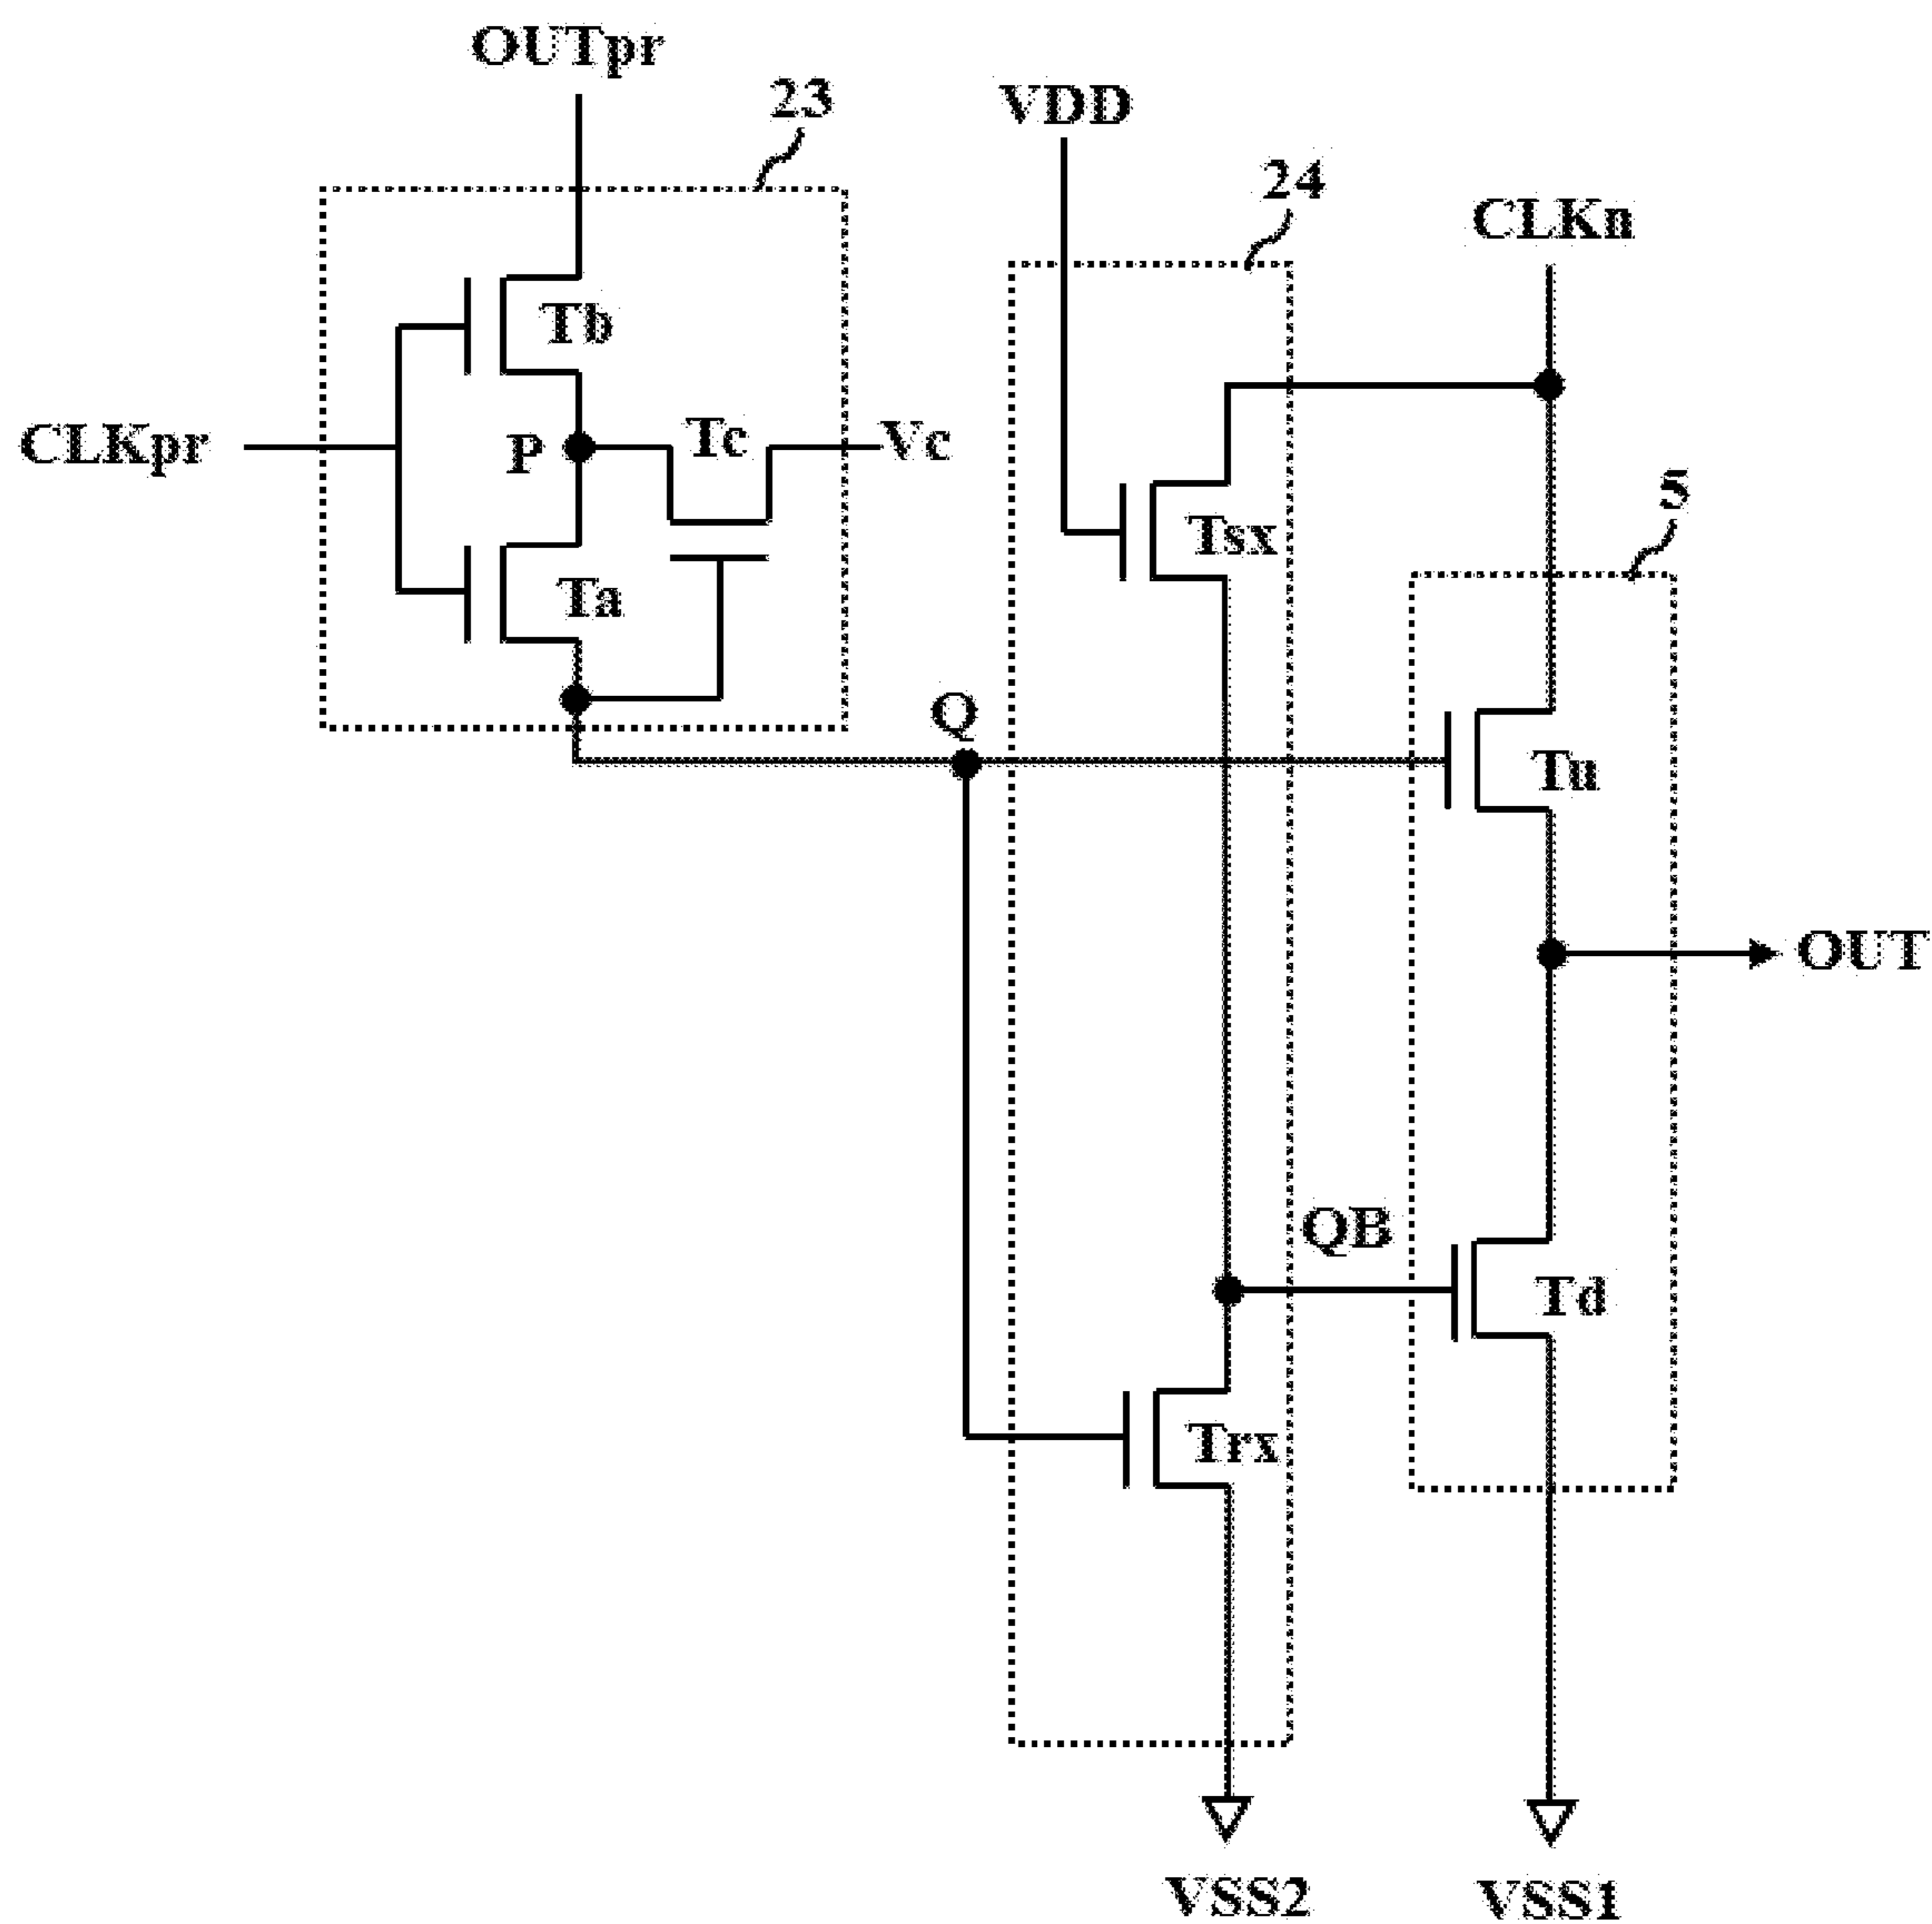 OUTpr
23
VDD
24
CLKn
Tb
CLKpr
P
Tc
Vc
5
Tsx
Ta
Q
Tu
OUT
QB
Td
Trx
VSS2
VSS1